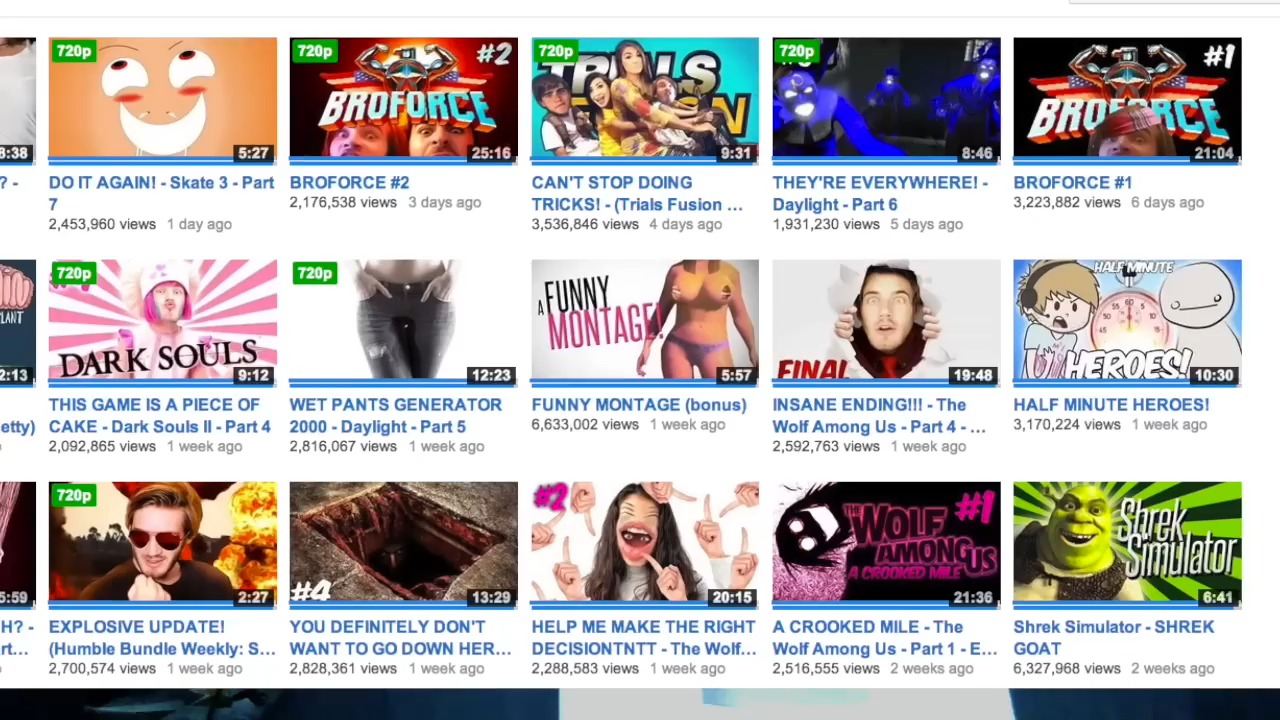 720p
720p
#2
720p
TRIALS
720p
#1
BROFORCE
BROFORCE
8:38
5:27
25:16
9:31
8:46
21:04
? -
DO IT AGAIN! - Skate 3 - Part
7
2,453,960 views 1 day ago
BROFORCE #2
2,176,538 views 3 days ago
CAN'T STOP DOING
TRICKS! - (Trials Fusion ...
3,536,846 views 4 days ago
THEY'RE EVERYWHERE! -
Daylight - Part 6
1,931,230 views 5 days ago
BROFORCE #1
3,223,882 views 6 days ago
LANT
2:13
720p
DARK SOULS
9:12
720p
12:23
A FUNNY
MONTAGE!
5:57
FINAL
19:48
HALF MINUTE
HEROES!
10:30
etty)
THIS GAME IS A PIECE OF
CAKE - Dark Souls II - Part 4
2,092,865 views 1 week ago
WET PANTS GENERATOR
2000 - Daylight - Part 5
2,816,067 views 1 week ago
FUNNY MONTAGE (bonus)
6,633,002 views 1 week ago
INSANE ENDING!!! - The
Wolf Among Us - Part 4 - ...
2,592,763 views 1 week ago
HALF MINUTE HEROES!
3,170,224 views 1 week ago
5:59
720p
2:27
#4
13:29
#2
20:15
THE
WOLF
#1
AMONG US
A CROOKED MILE
21:36
Shrek
Simulator
6:41
H? -
rt...
EXPLOSIVE UPDATE!
(Humble Bundle Weekly: S...
2,700,574 views 1 week ago
YOU DEFINITELY DON'T
WANT TO GO DOWN HER...
2,828,361 views 1 week ago
HELP ME MAKE THE RIGHT
DECISIONTNTT - The Wolf...
2,288,583 views 1 week ago
A CROOKED MILE - The
Wolf Among Us - Part 1 - E...
2,516,555 views 2 weeks ago
Shrek Simulator - SHREK
GOAT
6,327,968 views 2 weeks ago